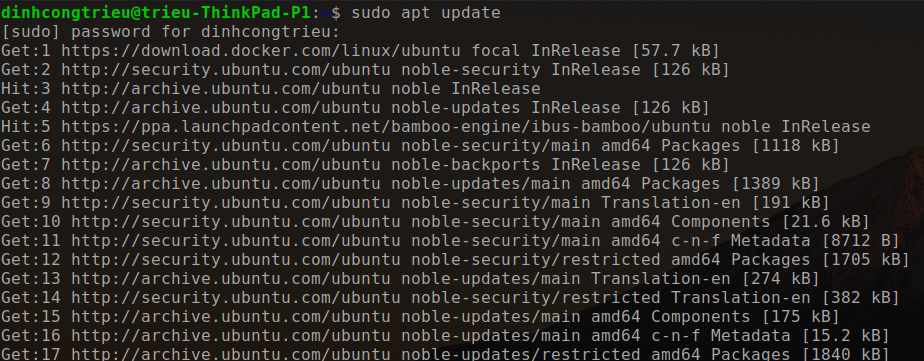 dinhcongtrieu@trieu-ThinkPad-P1:~$ sudo apt update
[sudo] password for dinhcongtrieu:
Get:1 https://download.docker.com/linux/ubuntu focal InRelease [57.7 kB]
Get:2 http://security.ubuntu.com/ubuntu noble-security InRelease [126 kB]
Hit:3 http://archive.ubuntu.com/ubuntu noble InRelease
Get:4 http://archive.ubuntu.com/ubuntu noble-updates InRelease [126 kB]
Hit:5 https://ppa.launchpadcontent.net/bamboo-engine/ibus-bamboo/ubuntu noble InRelease
Get:6 http://security.ubuntu.com/ubuntu noble-security/main amd64 Packages [1118 kB]
Get:7 http://archive.ubuntu.com/ubuntu noble-backports InRelease [126 kB]
Get:8 http://archive.ubuntu.com/ubuntu noble-updates/main amd64 Packages [1389 kB]
Get:9 http://security.ubuntu.com/ubuntu noble-security/main Translation-en [191 kB]
Get:10 http://security.ubuntu.com/ubuntu noble-security/main amd64 Components [21.6 kB]
Get:11 http://security.ubuntu.com/ubuntu noble-security/main amd64 c-n-f Metadata [8712 B]
Get:12 http://security.ubuntu.com/ubuntu noble-security/restricted amd64 Packages [1705 kB]
Get:13 http://archive.ubuntu.com/ubuntu noble-updates/main Translation-en [274 kB]
Get:14 http://security.ubuntu.com/ubuntu noble-security/restricted Translation-en [382 kB]
Get:15 http://archive.ubuntu.com/ubuntu noble-updates/main amd64 Components [175 kB]
Get:16 http://archive.ubuntu.com/ubuntu noble-updates/main amd64 c-n-f Metadata [15.2 kB]
Get:17 http://archive.ubuntu.com/ubuntu noble-updates/restricted amd64 Packages [1840 kB]